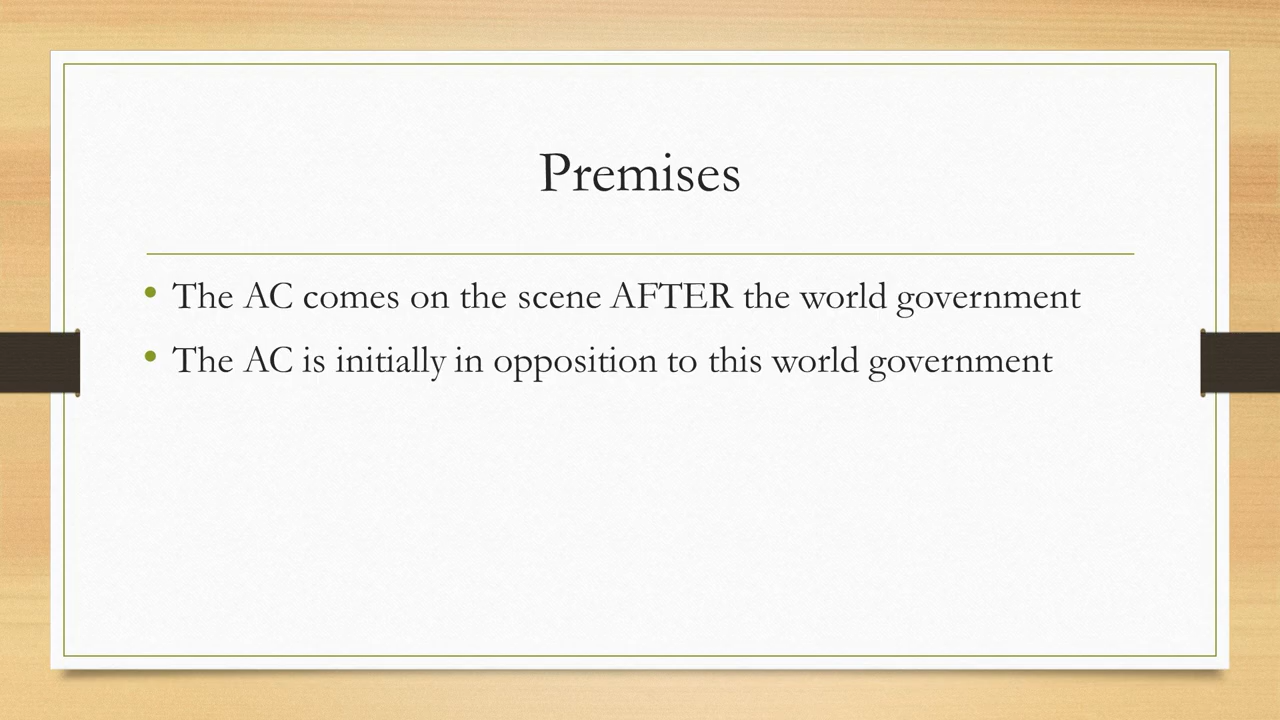 Premises
• The AC comes on the scene AFTER the world government
• The AC is initially in opposition to this world government